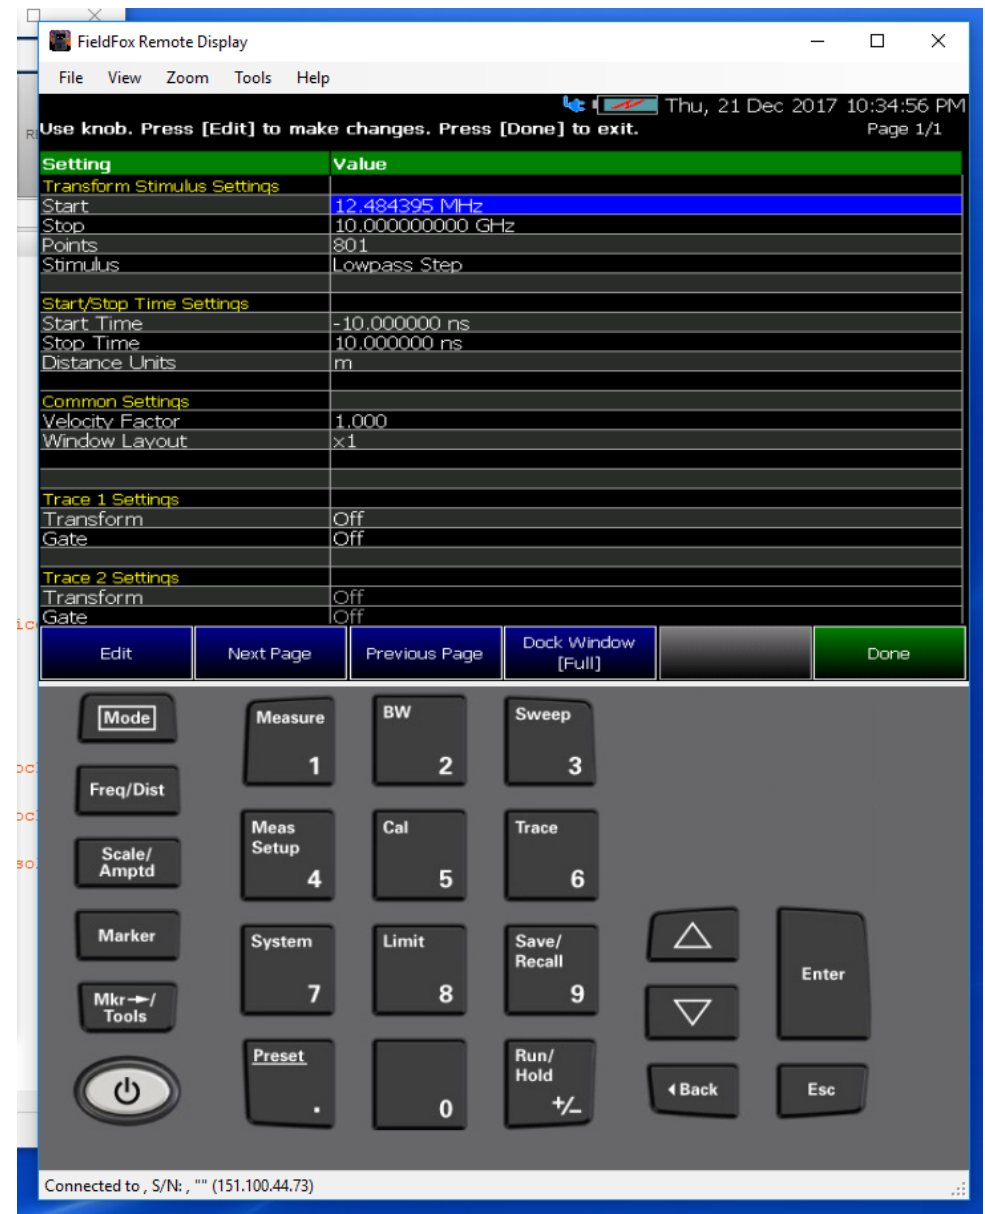 FieldFox Remote Display
File View Zoom Tools Help
Thu, 21 Dec 2017 10:34:56 PM
Use knob. Press [Edit] to make changes. Press [Done] to exit. Page 1/1
Setting Value
Transform Stimulus Settings
Start 12.484395 MHz
Stop 10.000000000 GHz
Points 801
Stimulus Lowpass Step
Start/Stop Time Settings
Start Time -10.000000 ns
Stop Time 10.000000 ns
Distance Units m
Common Settings
Velocity Factor 1.000
Window Layout x1
Trace 1 Settings
Transform Off
Gate Off
Trace 2 Settings
Transform Off
Gate Off
Edit Next Page Previous Page Dock Window [Full] Done
Mode Measure 1 BW 2 Sweep 3
Freq/Dist
Scale/ Amptd Meas Setup 4 Cal 5 Trace 6
Marker System 7 Limit 8 Save/ Recall 9 Enter
Mkr→/ Tools
Preset . 0 Run/ Hold +/_ Back Esc
Connected to , S/N: , "" (151.100.44.73)